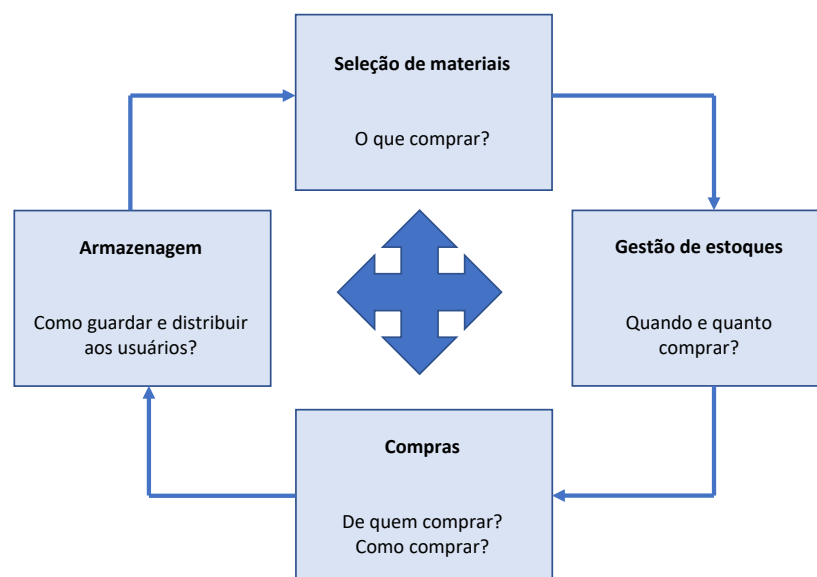 Seleção de materiais
O que comprar?
Armazenagem
Como guardar e distribuir
aos usuários?
Gestão de estoques
Quando e quanto
comprar?
Compras
De quem comprar?
Como comprar?